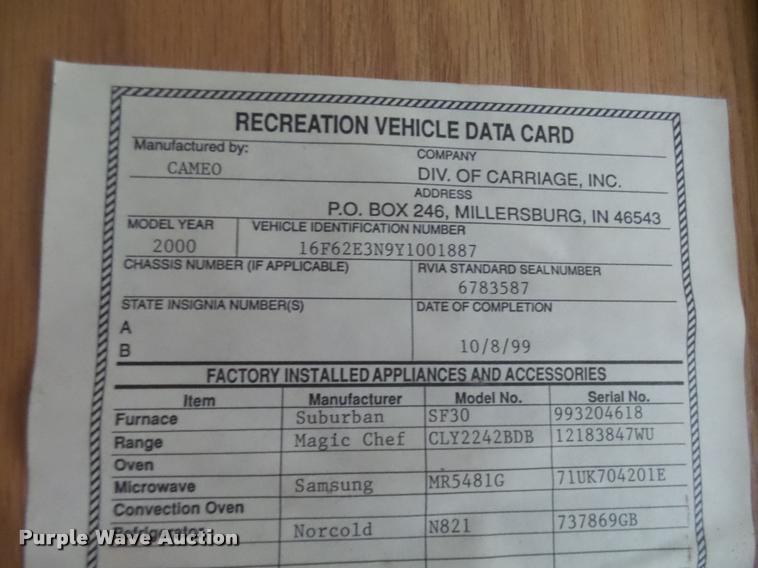 RECREATION VEHICLE DATA CARD
Manufactured by: COMPANY
CAMEO DIV. OF CARRIAGE, INC.
ADDRESS
P.O. BOX 246, MILLERSBURG, IN 46543
MODEL YEAR VEHICLE IDENTIFICATION NUMBER
2000 16F62E3N9Y1001887
CHASSIS NUMBER (IF APPLICABLE) RVIA STANDARD SEAL NUMBER
6783587
STATE INSIGNIA NUMBER(S) DATE OF COMPLETION
A
B 10/8/99
FACTORY INSTALLED APPLIANCES AND ACCESSORIES
Item Manufacturer Model No. Serial No.
Furnace Suburban SF30 993204618
Range Magic Chef CLY2242BDB 12183847WU
Oven
Microwave Samsung MR5481G 71UK704201E
Convection Oven
Refrigerator Norcold N821 737869GB
Purple Wave Auction